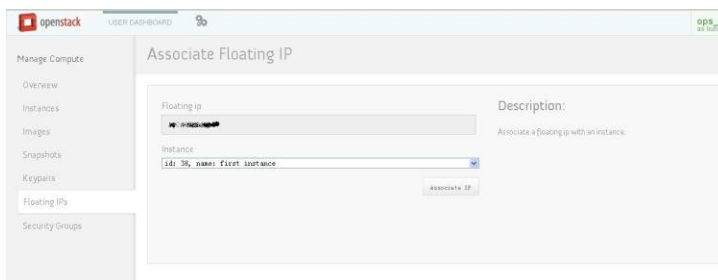 openstack
USER DASHBOARD
ops_
Manage Compute
Associate Floating IP
Overview
Instances
Images
Snapshots
Keypairs
Floating IPs
Security Groups
Floating ip
Instance
id: 38, name: first instance
Associate IP
Description:
Associate a floating ip with an instance.